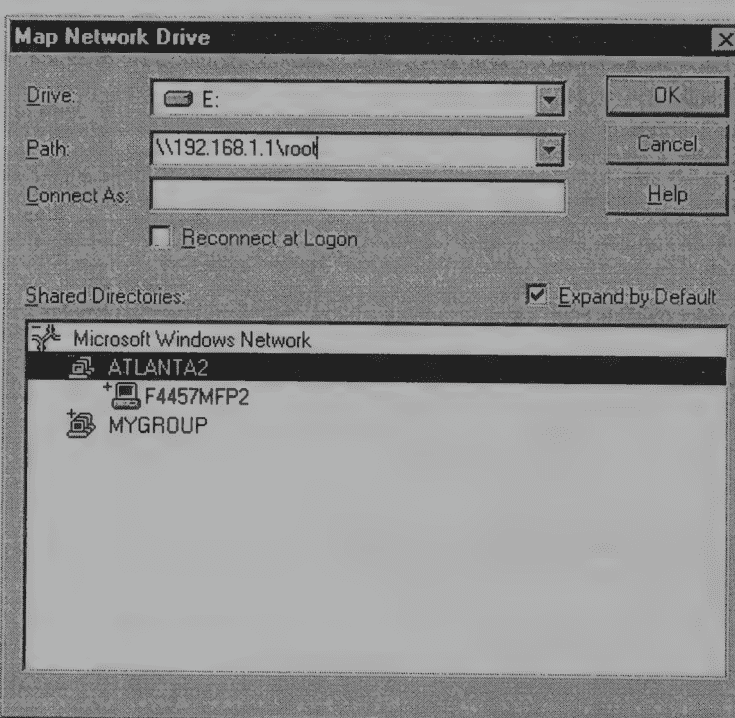 Map Network Drive
Drive: E: OK
Path: \\192.168.1.1\root Cancel
Connect As: Help
Reconnect at Logon
Shared Directories: Expand by Default
Microsoft Windows Network
ATLANTA2
F4457MFP2
MYGROUP